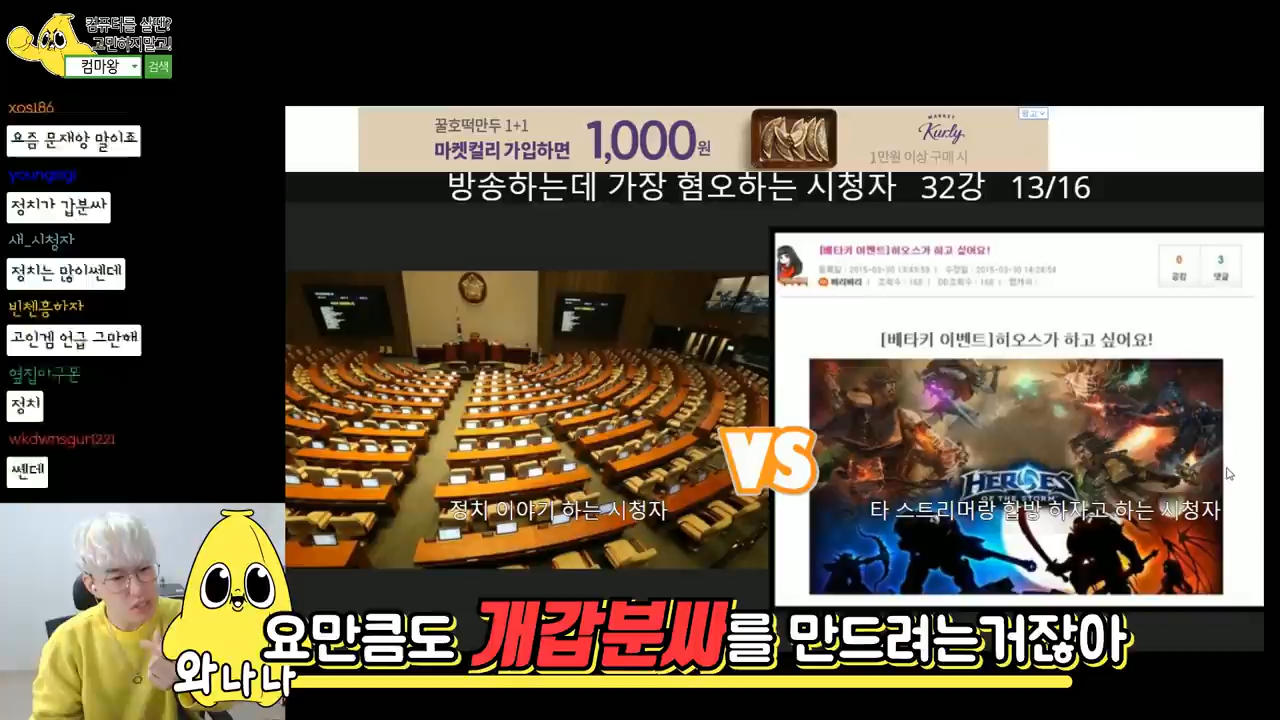 컴퓨터를 살땐?
고민하지말고!
컴마왕
검색
xos186
요즘 문재앙 말이죠
정치가 갑분싸
새_시청자
정치는 많이쎈데
빈첸흥하자
고인겜 언급 그만해
정치
wkdwnsgur1221
쎈데
꿀호떡만두 1+1
마켓컬리 가입하면 1,000원
MARKET
Kurly
1만원 이상 구매 시
광고
방송하는데 가장 혐오하는 시청자 32강 13/16
[베타키 이벤트]히오스가 하고 싶어요!
0
공감
3
댓글
[베타키 이벤트]히오스가 하고 싶어요!
VS
HEROES
OF THE STORM
정치 이야기 하는 시청자
타 스트리머랑 합방 하자고 하는 시청자
요만큼도 개갑분싸를 만드려는거잖아
와나나